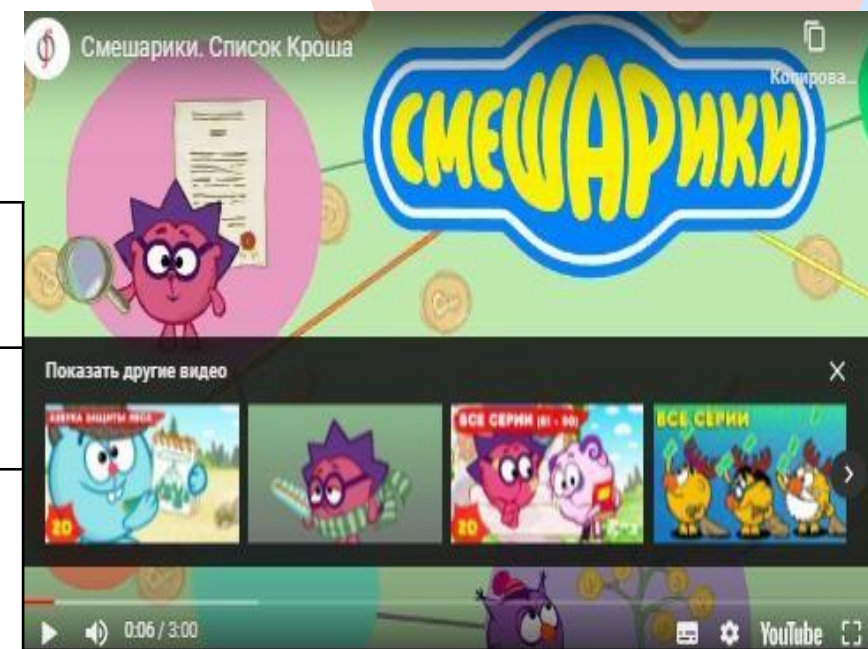 Смешарики. Список Кроша
Копирова...
СМЕШАРИКИ
Показать другие видео
АЗБУКА ЗАЩИТЫ ЛЕСА
2D
ВСЕ СЕРИИ (81 - 90)
2D
ВСЕ СЕРИИ
0:06 / 3:00
YouTube